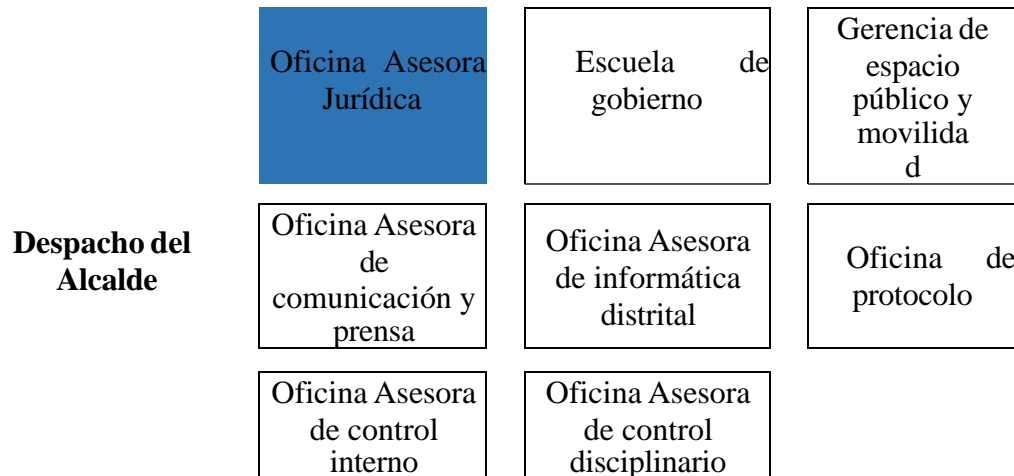 Oficina Asesora
Jurídica
Escuela de
gobierno
Gerencia de
espacio
público y
movilida
d
Despacho del
Alcalde
Oficina Asesora
de
comunicación y
prensa
Oficina Asesora
de informática
distrital
Oficina de
protocolo
Oficina Asesora
de control
interno
Oficina Asesora
de control
disciplinario